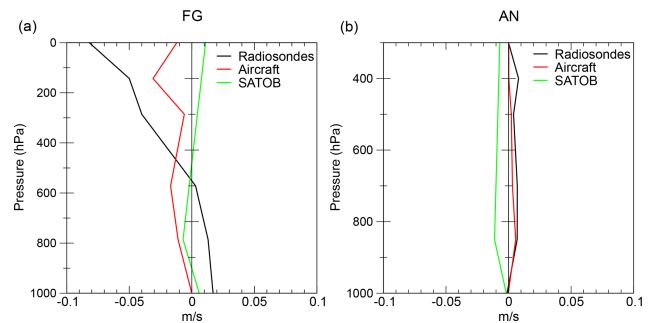 FG
AN
(a)
(b)
Radiosondes
Aircraft
SATOB
Radiosondes
Aircraft
SATOB
Pressure (hPa)
0
200
400
600
800
1000
-0.1
-0.05
0
0.05
0.1
m/s
Pressure (hPa)
400
600
800
1000
-0.1
-0.05
0
0.05
0.1
m/s